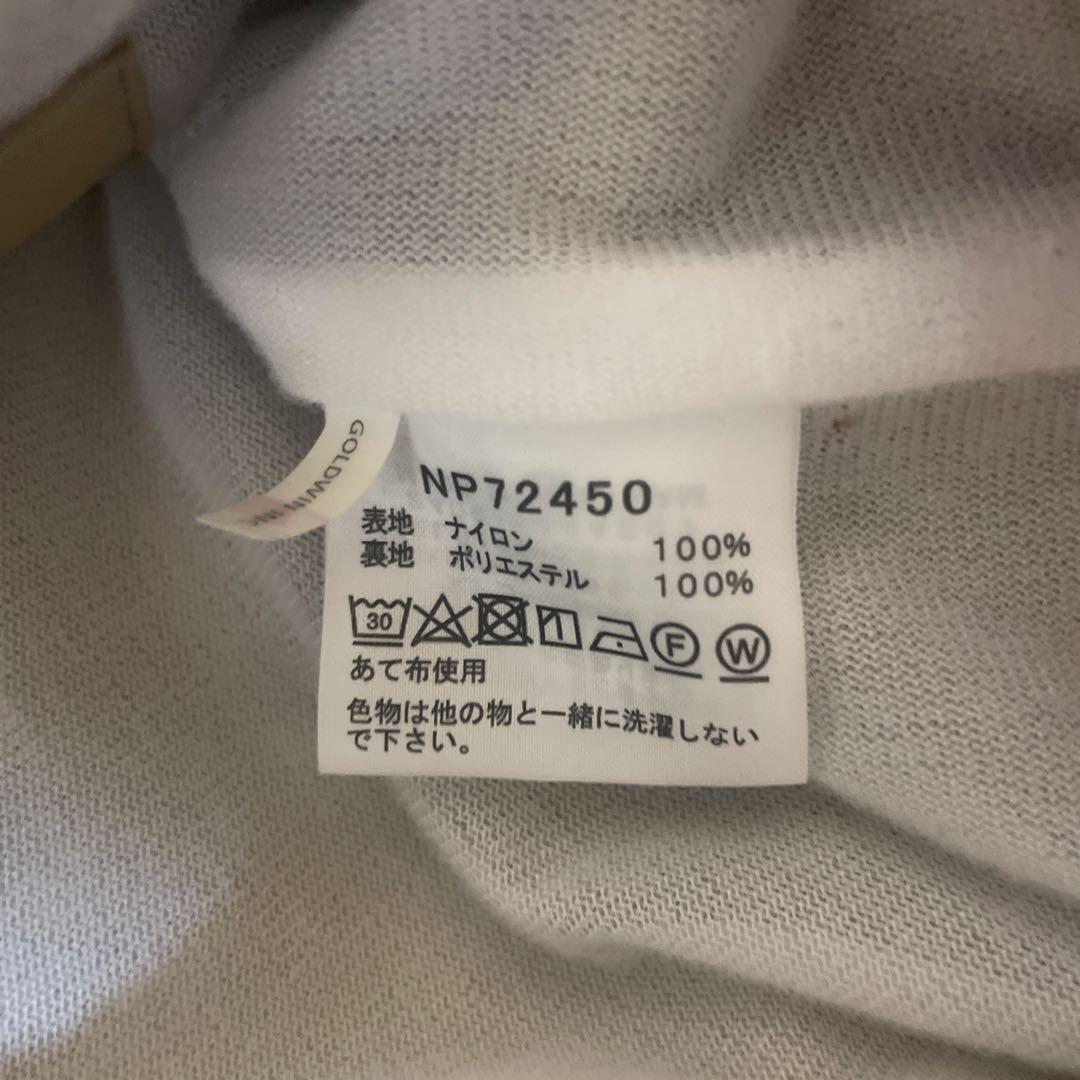 GOLDWIN INC
NP72450
表地 ナイロン 100%
裏地 ポリエステル 100%
30 F W
あて布使用
色物は他の物と一緒に洗濯しない
で下さい。